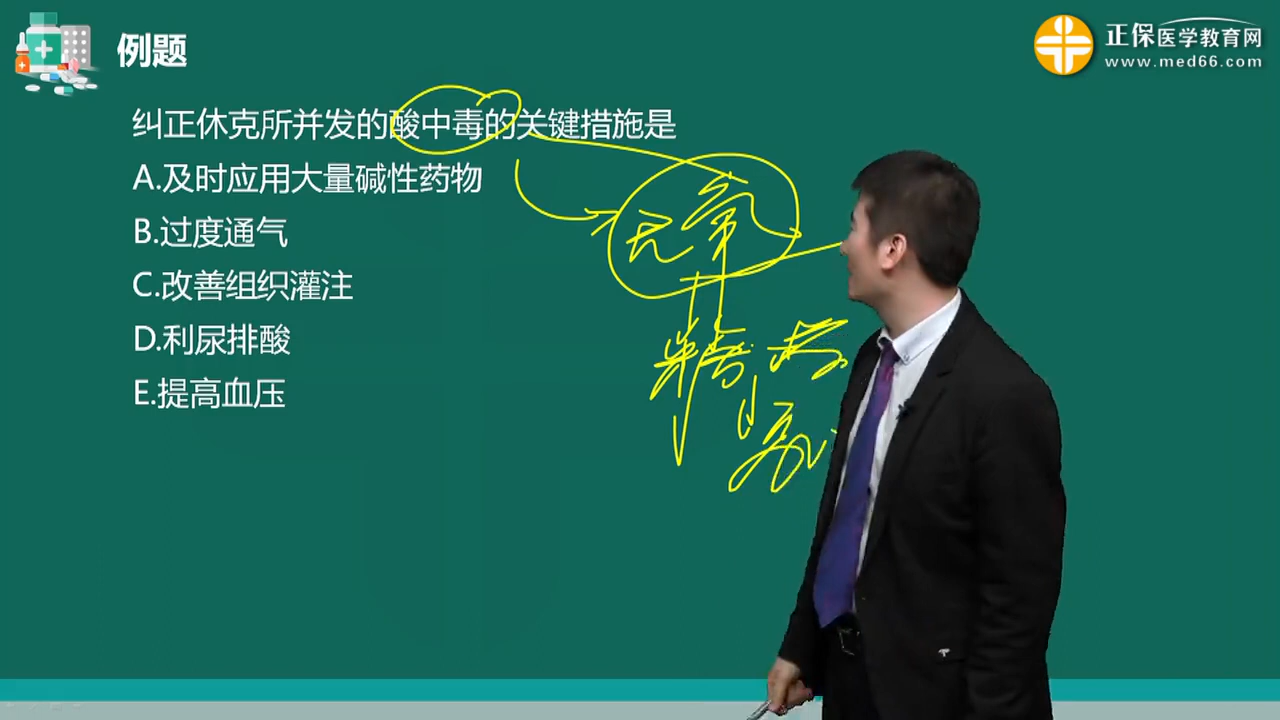 例题
正保医学教育网
www.med66.com
纠正休克所并发的酸中毒的关键措施是
A.及时应用大量碱性药物
B.过度通气
C.改善组织灌注
D.利尿排酸
E.提高血压
无氧
糖